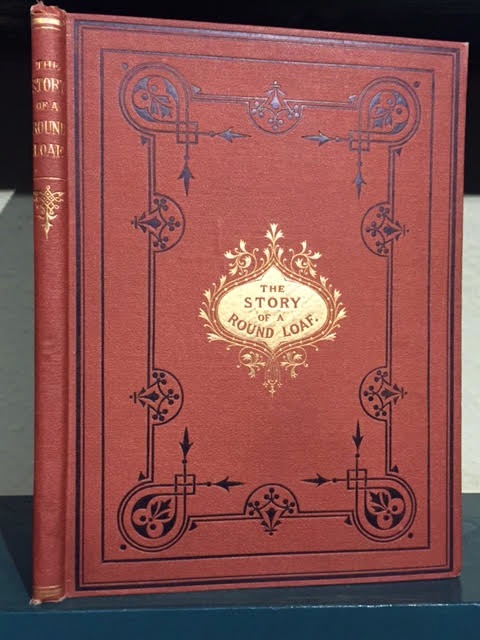 THE
STORY
OF A
ROUND
LOAF
THE
STORY
OF A
ROUND LOAF.